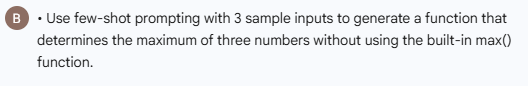 B • Use few-shot prompting with 3 sample inputs to generate a function that
determines the maximum of three numbers without using the built-in max()
function.